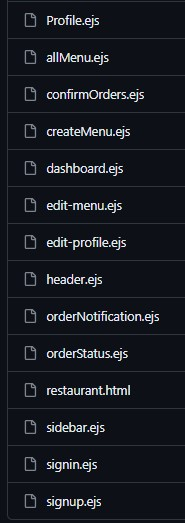 Profile.ejs
allMenu.ejs
confirmOrders.ejs
createMenu.ejs
dashboard.ejs
edit-menu.ejs
edit-profile.ejs
header.ejs
orderNotification.ejs
orderStatus.ejs
restaurant.html
sidebar.ejs
signin.ejs
signup.ejs